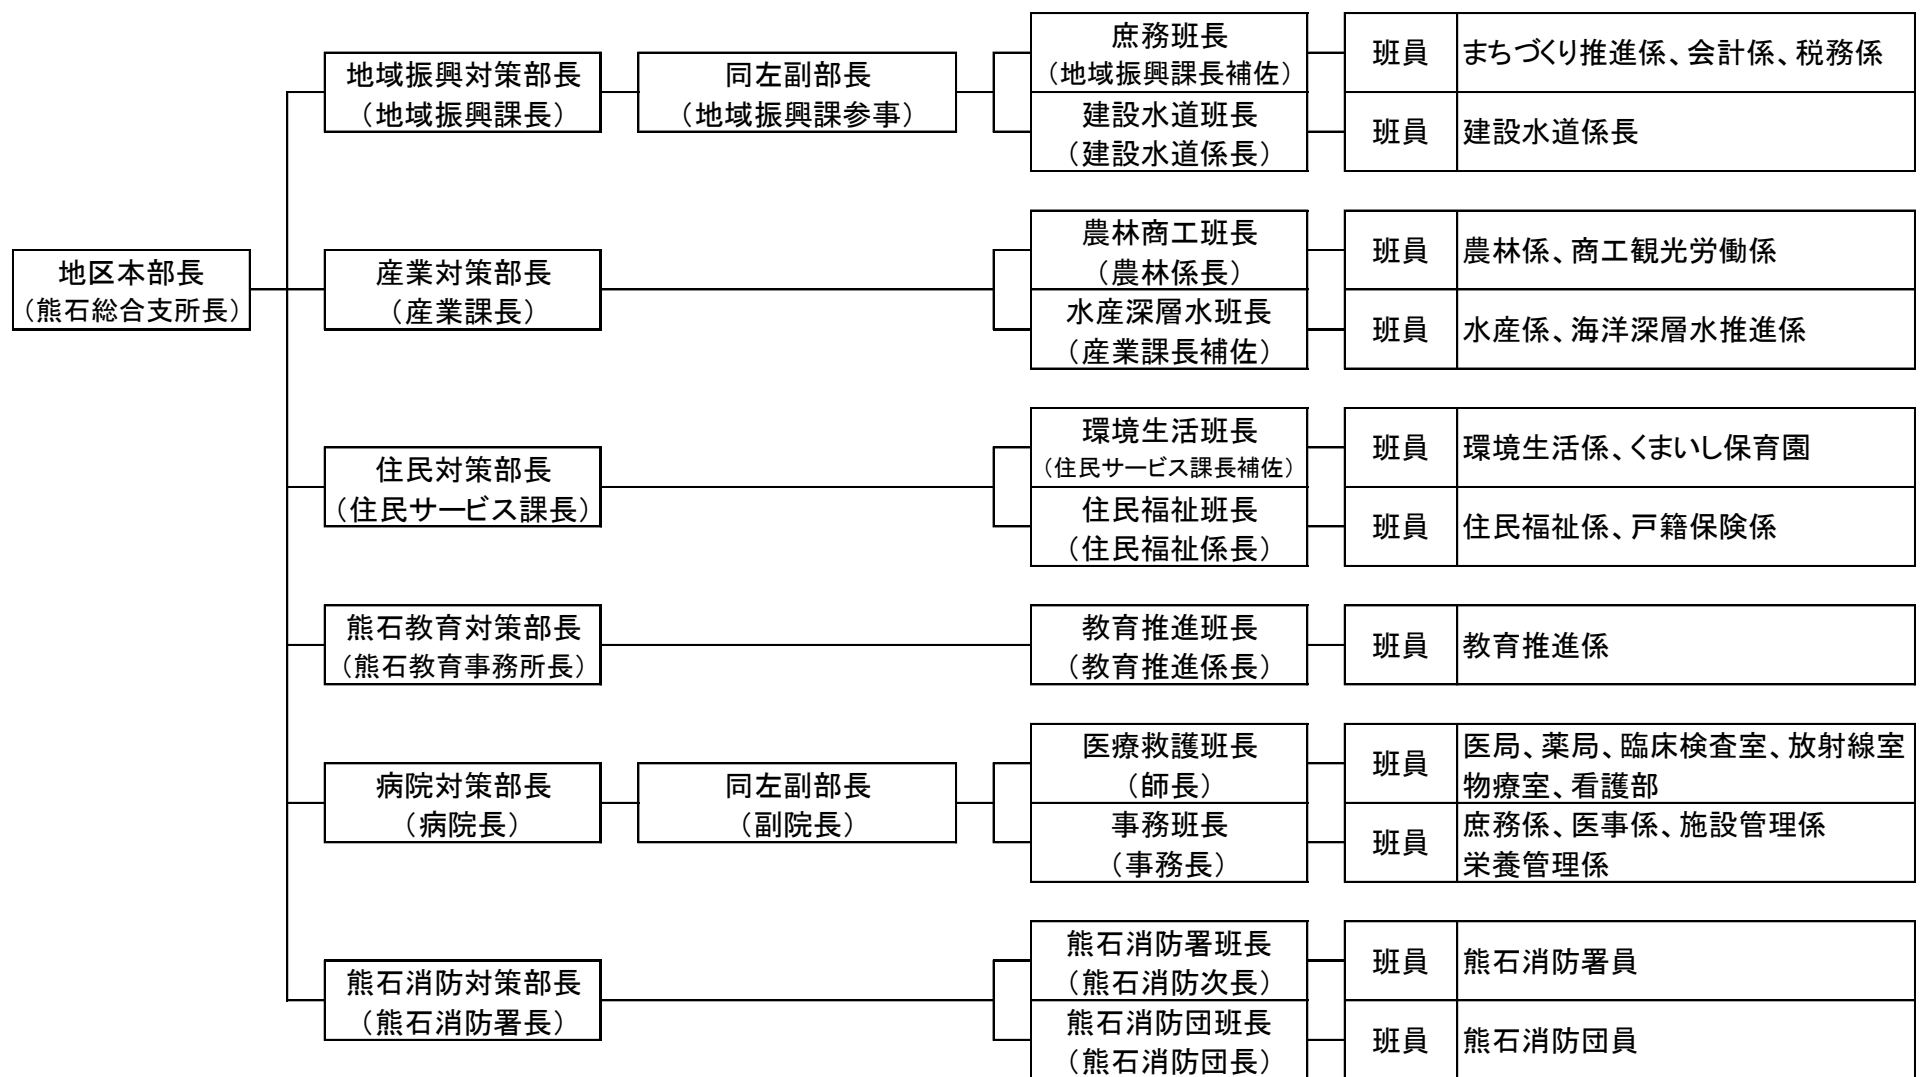 地区本部長
（熊石総合支所長）
地域振興対策部長
（地域振興課長）
同左副部長
（地域振興課参事）
庶務班長
（地域振興課長補佐）
班員
まちづくり推進係、会計係、税務係
建設水道班長
（建設水道係長）
班員
建設水道係長
産業対策部長
（産業課長）
農林商工班長
（農林係長）
班員
農林係、商工観光労働係
水産深層水班長
（産業課長補佐）
班員
水産係、海洋深層水推進係
住民対策部長
（住民サービス課長）
環境生活班長
（住民サービス課長補佐）
班員
環境生活係、くまいし保育園
住民福祉班長
（住民福祉係長）
班員
住民福祉係、戸籍保険係
熊石教育対策部長
（熊石教育事務所長）
教育推進班長
（教育推進係長）
班員
教育推進係
病院対策部長
（病院長）
同左副部長
（副院長）
医療救護班長
（師長）
班員
医局、薬局、臨床検査室、放射線室
物療室、看護部
事務班長
（事務長）
班員
庶務係、医事係、施設管理係
栄養管理係
熊石消防対策部長
（熊石消防署長）
熊石消防署班長
（熊石消防次長）
班員
熊石消防署員
熊石消防団班長
（熊石消防団長）
班員
熊石消防団員